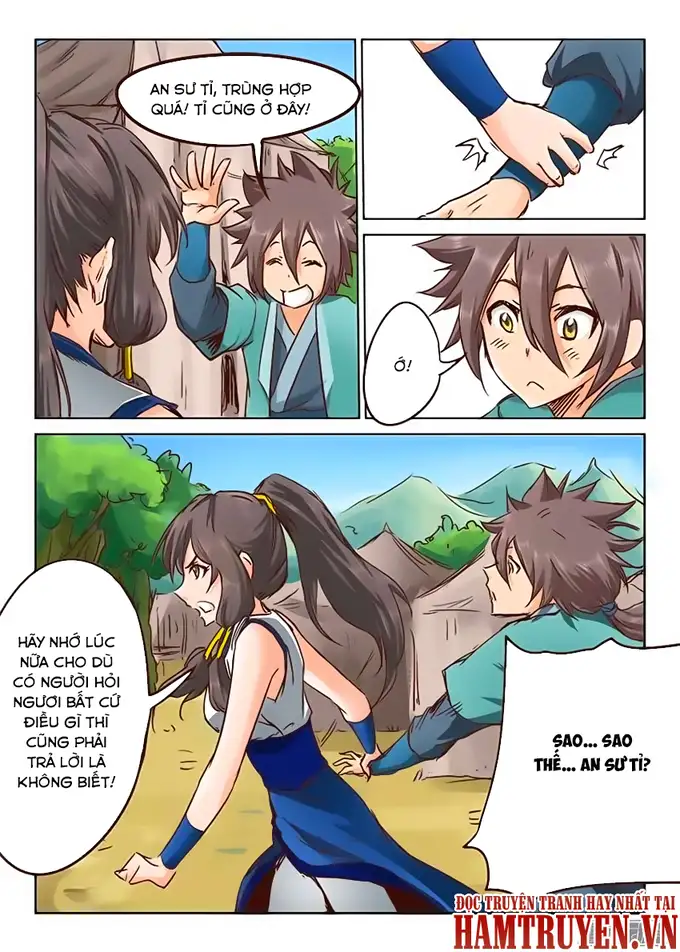 AN SƯ TỈ, TRÙNG HỢP
QUÁ! TỈ CŨNG Ở ĐÂY!
Ớ!
HÃY NHỚ LÚC
NỮA CHO DÙ
CÓ NGƯỜI HỎI
NGƯƠI BẤT CỨ
ĐIỀU GÌ THÌ
CŨNG PHẢI
TRẢ LỜI LÀ
KHÔNG BIẾT!
SAO... SAO
THẾ... AN SƯ TỈ?
ĐỌC TRUYỆN TRANH HAY NHẤT TẠI
HAMTRUYEN.VN